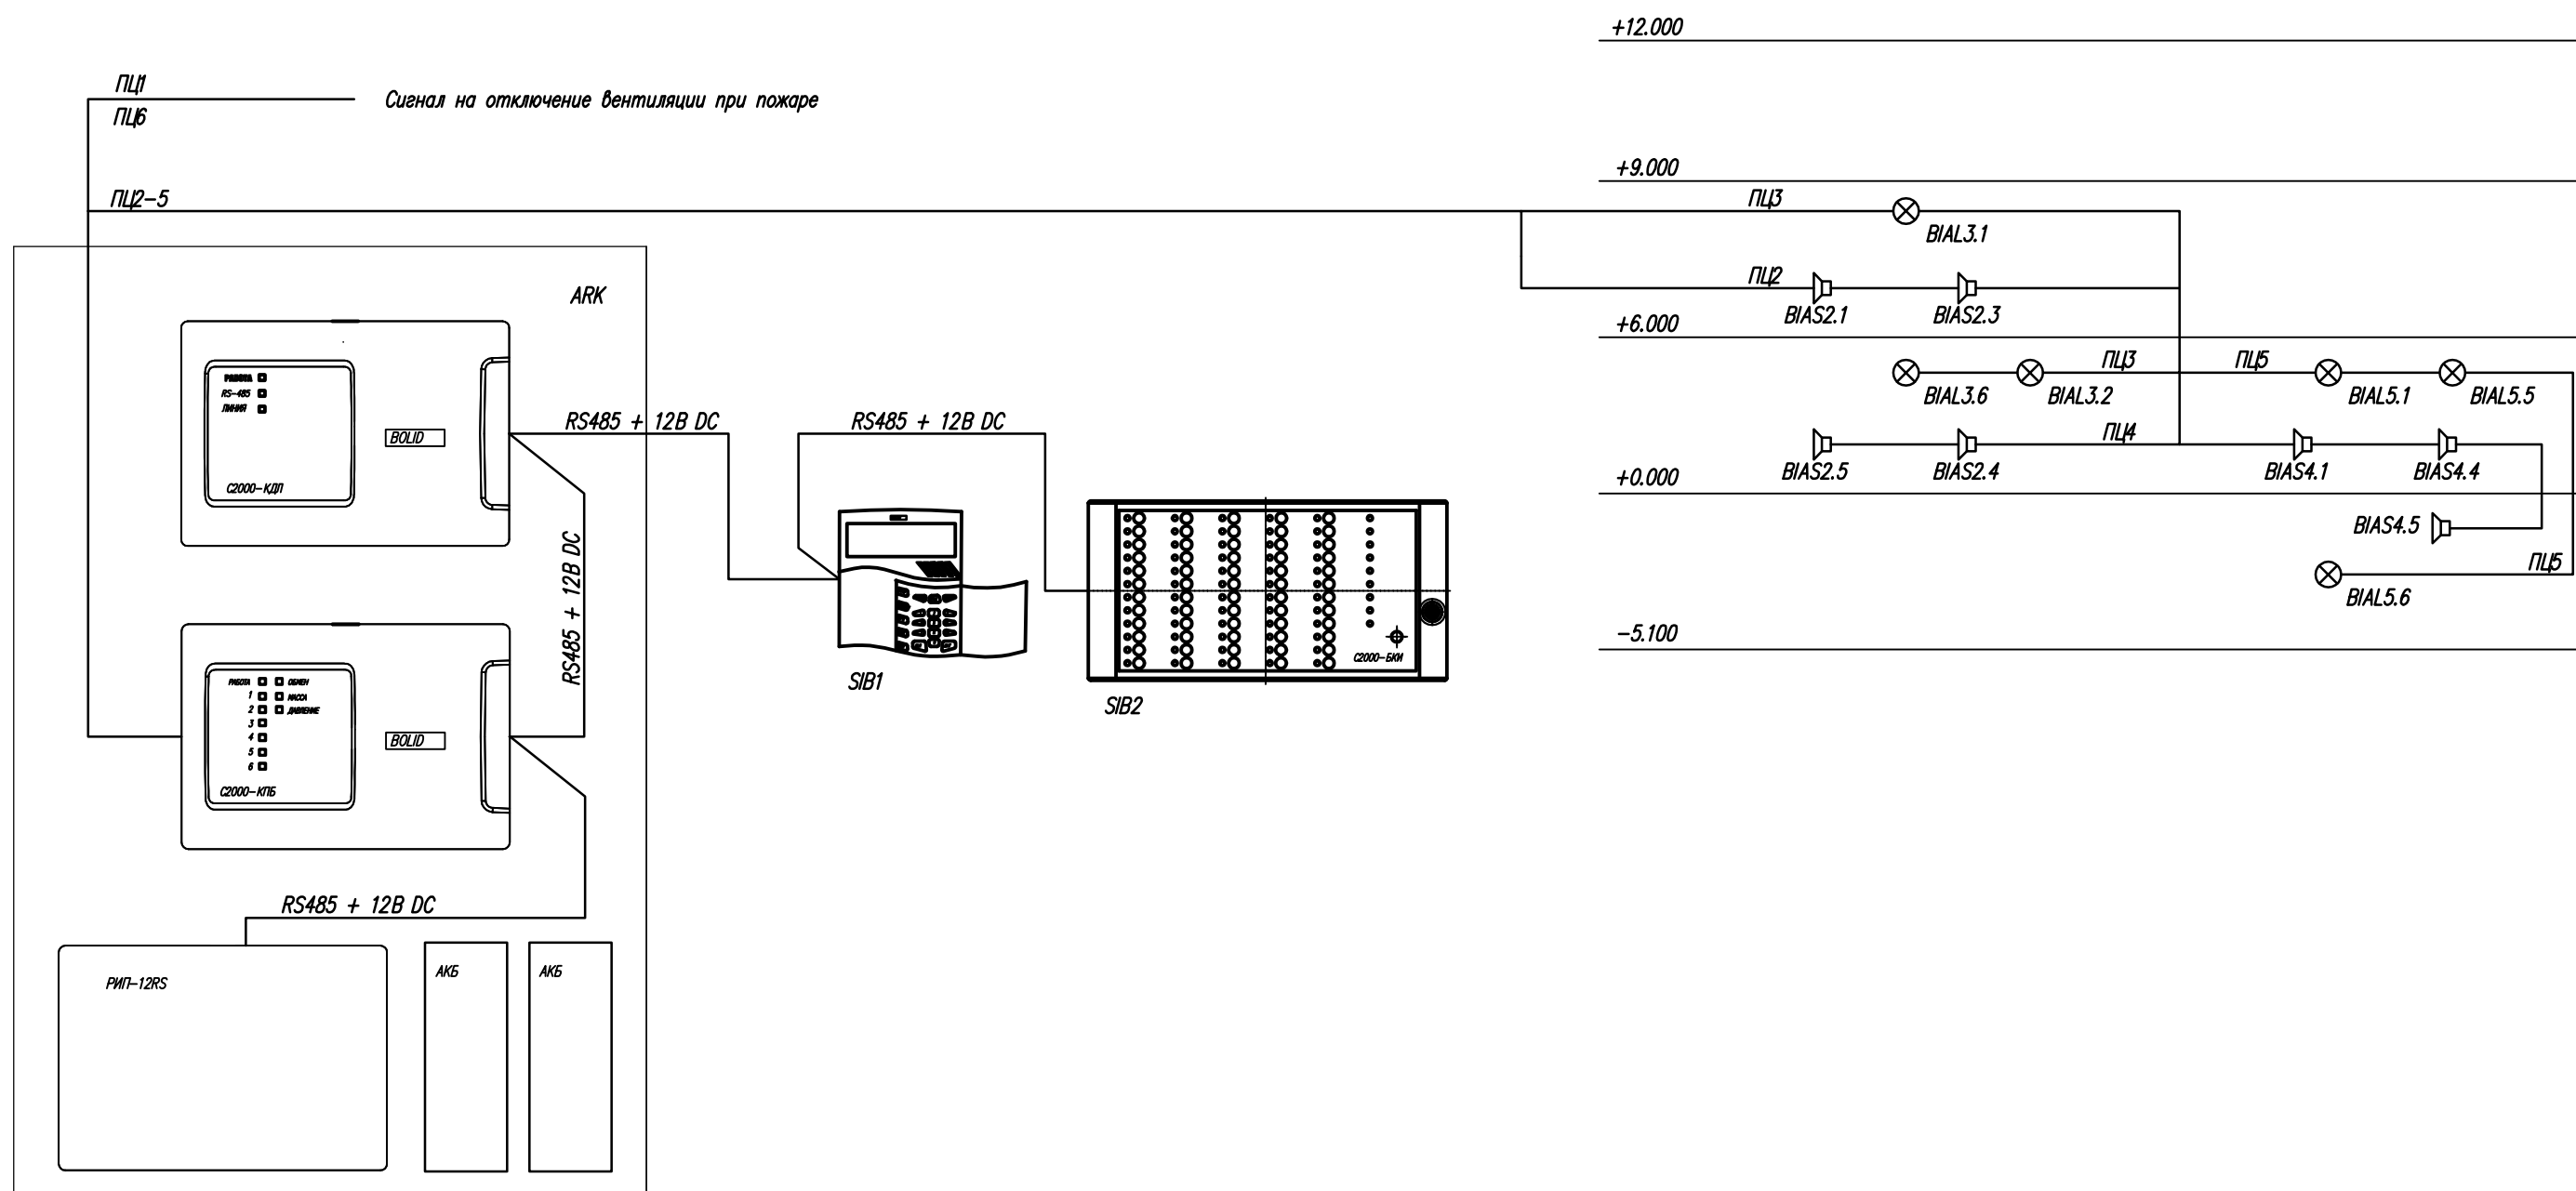 +12.000
ПЦ1
Сигнал на отключение вентиляции при пожаре
ПЦ6
+9.000
ПЦ2-5
ПЦ3
BIAL3.1
ARK
ПЦ2
BIAS2.1
BIAS2.3
+6.000
ПЦ3
ПЦ5
BIAL3.6
BIAL3.2
BIAL5.1
BIAL5.5
РАБОТА
RS-485
ЛИНИЯ
BOLID
С2000-КДЛ
RS485 + 12В DC
RS485 + 12В DC
ПЦ4
BIAS2.5
BIAS2.4
BIAS4.1
BIAS4.4
+0.000
BIAS4.5
ПЦ5
BIAL5.6
RS485 + 12В DC
-5.100
С2000-БКИ
SIB1
SIB2
РАБОТА
ОБМЕН
1
МАССА
2
ДАВЛЕНИЕ
3
4
5
6
BOLID
С2000-КПБ
RS485 + 12В DC
РИП-12RS
АКБ
АКБ